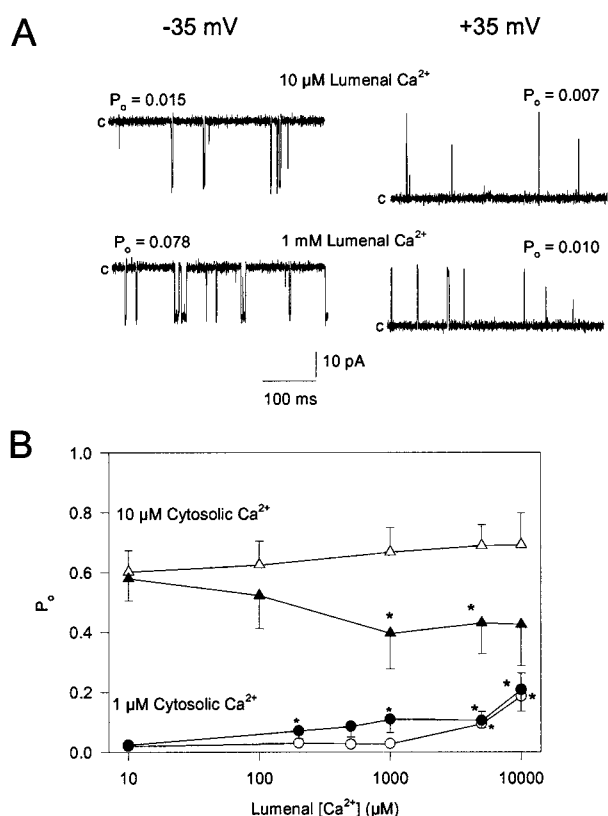 A
-35 mV
+35 mV
10 µM Lumenal Ca²⁺
Pₒ = 0.015
Pₒ = 0.007
c
c
1 mM Lumenal Ca²⁺
Pₒ = 0.078
Pₒ = 0.010
c
c
10 pA
100 ms
B
1.0
10 µM Cytosolic Ca²⁺
0.8
0.6
Pₒ
*
*
0.4
1 µM Cytosolic Ca²⁺
0.2
*
*
*
*
*
*
0.0
10
100
1000
10000
Lumenal [Ca²⁺] (µM)